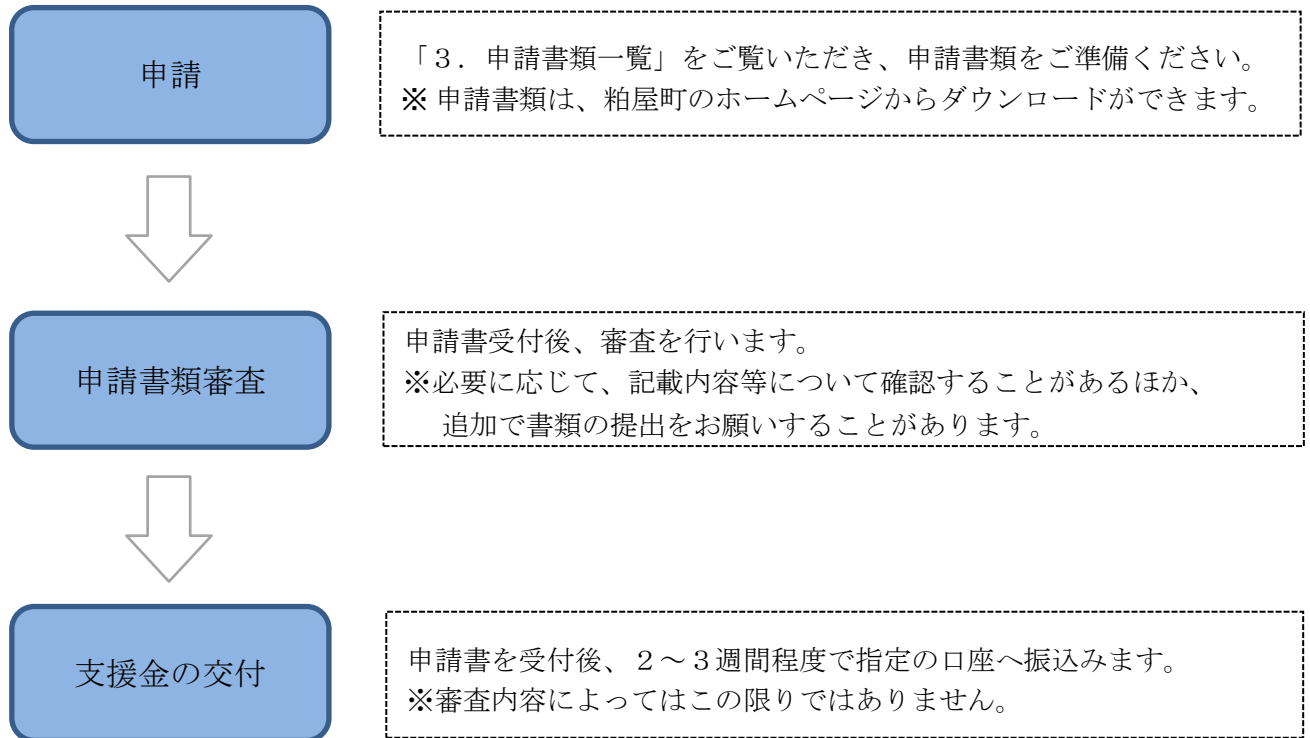 申請
「３．申請書類一覧」をご覧いただき、申請書類をご準備ください。
※ 申請書類は、粕屋町のホームページからダウンロードができます。
申請書類審査
申請書受付後、審査を行います。
※必要に応じて、記載内容等について確認することがあるほか、
追加で書類の提出をお願いすることがあります。
支援金の交付
申請書を受付後、２～３週間程度で指定の口座へ振込みます。
※審査内容によってはこの限りではありません。